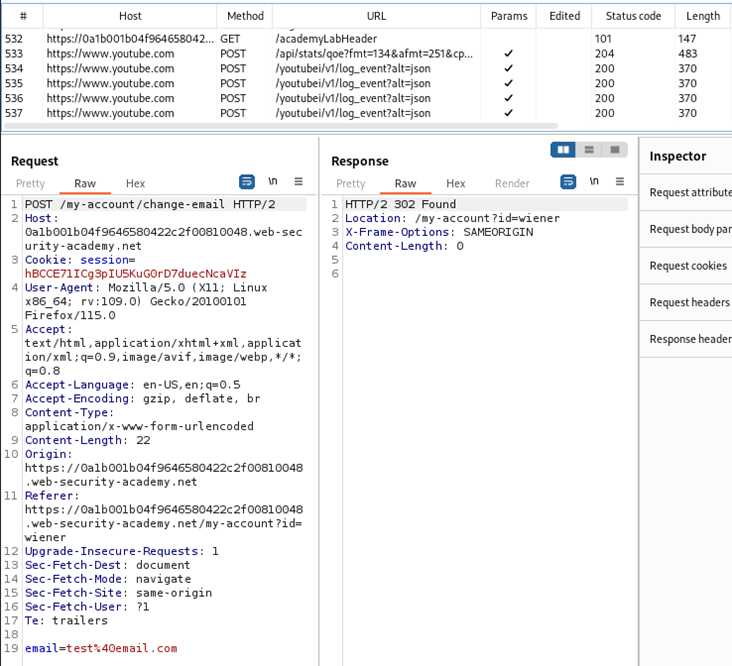 # Host Method URL Params Edited Status code Length
532 https://0a1b001b04f964658042... GET /academyLabHeader 101 147
533 https://www.youtube.com POST /api/stats/qoe?fmt=134&afmt=251&cp... ✓ 204 483
534 https://www.youtube.com POST /youtubei/v1/log_event?alt=json ✓ 200 370
535 https://www.youtube.com POST /youtubei/v1/log_event?alt=json ✓ 200 370
536 https://www.youtube.com POST /youtubei/v1/log_event?alt=json ✓ 200 370
537 https://www.youtube.com POST /youtubei/v1/log_event?alt=json ✓ 200 370
Request
Pretty Raw Hex
\n
1 POST /my-account/change-email HTTP/2
2 Host:
0a1b001b04f9646580422c2f00810048.web-sec
urity-academy.net
3 Cookie: session=
hBCCE71ICg3pIU5KuG0rD7duecNcaVIz
4 User-Agent: Mozilla/5.0 (X11; Linux
x86_64; rv:109.0) Gecko/20100101
Firefox/115.0
5 Accept:
text/html,application/xhtml+xml,applicat
ion/xml;q=0.9,image/avif,image/webp,*/*;
q=0.8
6 Accept-Language: en-US,en;q=0.5
7 Accept-Encoding: gzip, deflate, br
8 Content-Type:
application/x-www-form-urlencoded
9 Content-Length: 22
10 Origin:
https://0a1b001b04f9646580422c2f00810048
.web-security-academy.net
11 Referer:
https://0a1b001b04f9646580422c2f00810048
.web-security-academy.net/my-account?id=
wiener
12 Upgrade-Insecure-Requests: 1
13 Sec-Fetch-Dest: document
14 Sec-Fetch-Mode: navigate
15 Sec-Fetch-Site: same-origin
16 Sec-Fetch-User: ?1
17 Te: trailers
18
19 email=test%40email.com
Response
Pretty Raw Hex Render
\n
1 HTTP/2 302 Found
2 Location: /my-account?id=wiener
3 X-Frame-Options: SAMEORIGIN
4 Content-Length: 0
5
6
Inspector
Request attribute
Request body par
Request cookies
Request headers
Response header